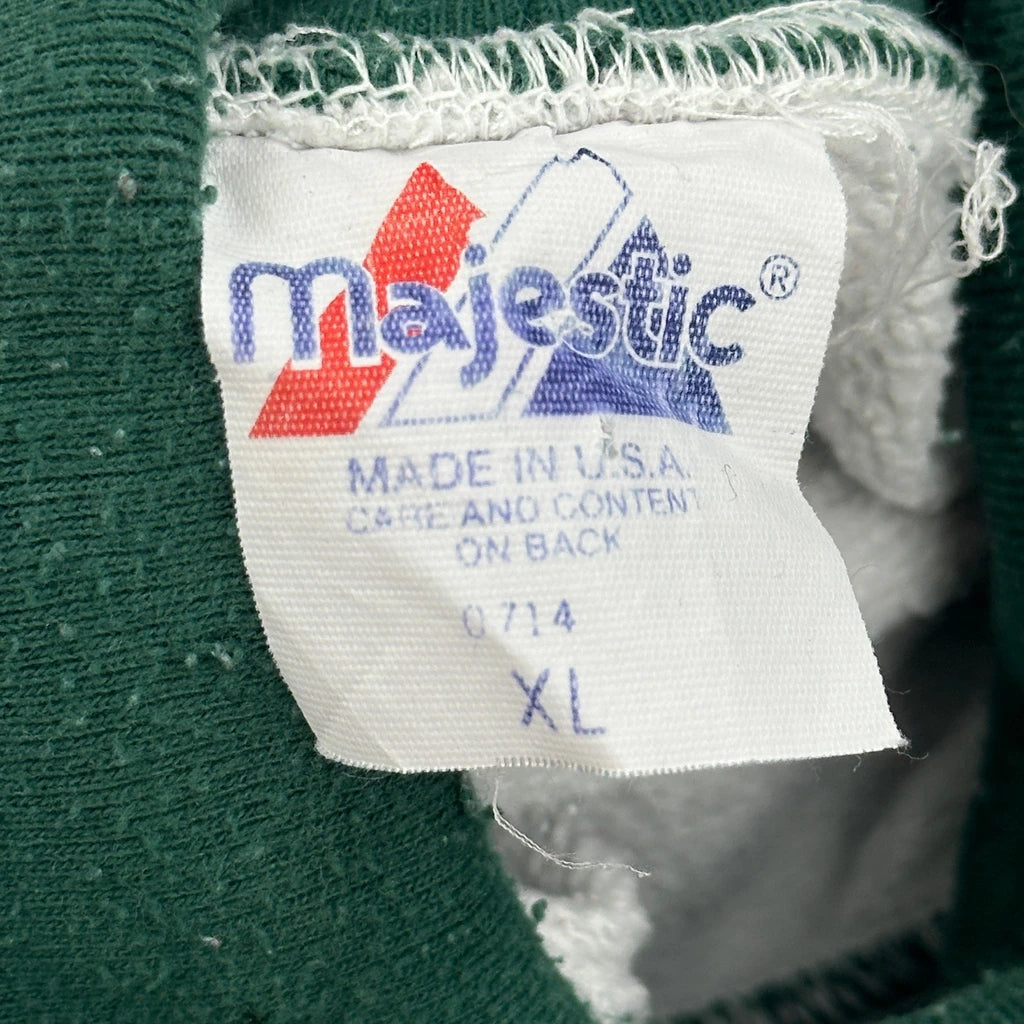 majestic®
MADE IN U.S.A.
CARE AND CONTENT
ON BACK
0714
XL